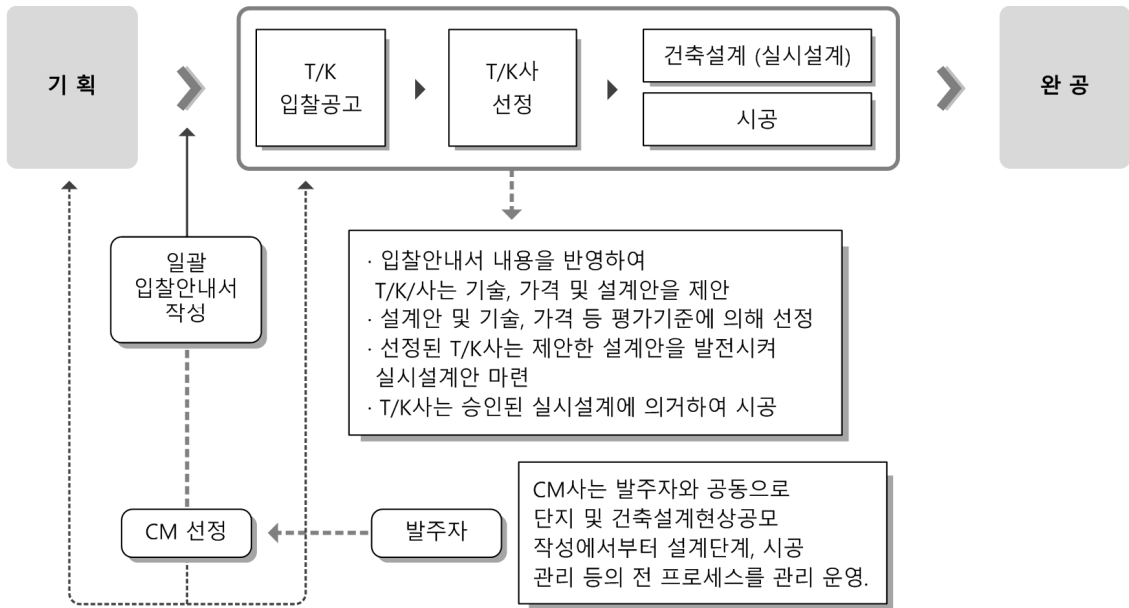 기 획
T/K
입찰공고
T/K사
선정
건축설계 (실시설계)
시공
완 공
일괄
입찰안내서
작성
· 입찰안내서 내용을 반영하여
T/K/사는 기술, 가격 및 설계안을 제안
· 설계안 및 기술, 가격 등 평가기준에 의해 선정
· 선정된 T/K사는 제안한 설계안을 발전시켜
실시설계안 마련
· T/K사는 승인된 실시설계에 의거하여 시공
CM 선정
발주자
CM사는 발주자와 공동으로
단지 및 건축설계현상공모
작성에서부터 설계단계, 시공
관리 등의 전 프로세스를 관리 운영.